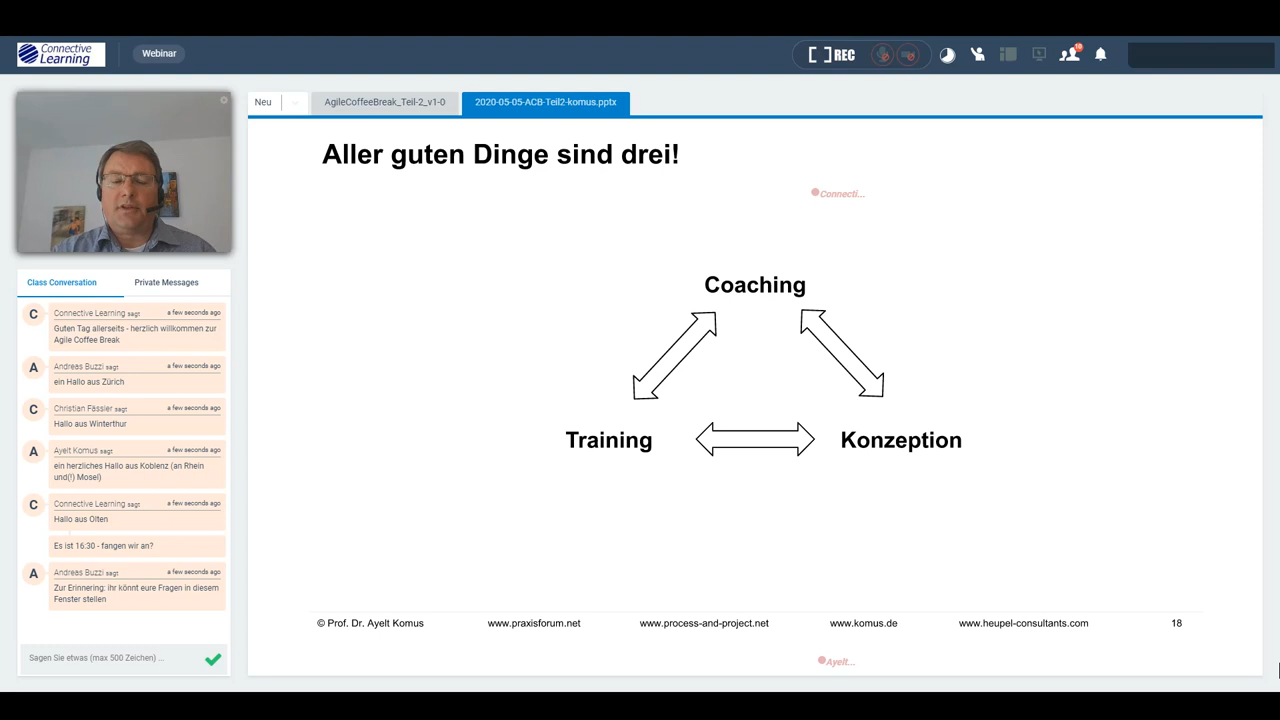 Connective
Learning
Webinar
[ ] REC
10
Neu
AgileCoffeeBreak_Teil-2_v1-0
2020-05-05-ACB-Teil2-komus.pptx
Aller guten Dinge sind drei!
Connecti...
Coaching
Training
Konzeption
Class Conversation
Private Messages
C
Connective Learning sagt
a few seconds ago
Guten Tag allerseits - herzlich willkommen zur
Agile Coffee Break
A
Andreas Buzzi sagt
a few seconds ago
ein Hallo aus Zürich
C
Christian Fässler sagt
a few seconds ago
Hallo aus Winterthur
A
Ayelt Komus sagt
a few seconds ago
ein herzliches Hallo aus Koblenz (an Rhein
und(!) Mosel)
C
Connective Learning sagt
a few seconds ago
Hallo aus Olten
Es ist 16:30 - fangen wir an?
A
Andreas Buzzi sagt
a few seconds ago
Zur Erinnering: ihr könnt eure Fragen in diesem
Fenster stellen
Sagen Sie etwas (max 500 Zeichen) ...
© Prof. Dr. Ayelt Komus
www.praxisforum.net
www.process-and-project.net
www.komus.de
www.heupel-consultants.com
18
Ayelt...